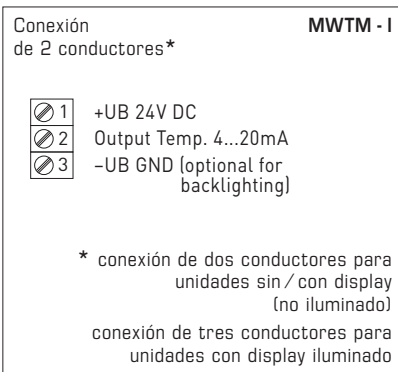 Conexión MWTM - I
de 2 conductores*
1 +UB 24V DC
2 Output Temp. 4...20mA
3 –UB GND (optional for
backlighting)
* conexión de dos conductores para
unidades sin / con display
(no iluminado)
conexión de tres conductores para
unidades con display iluminado